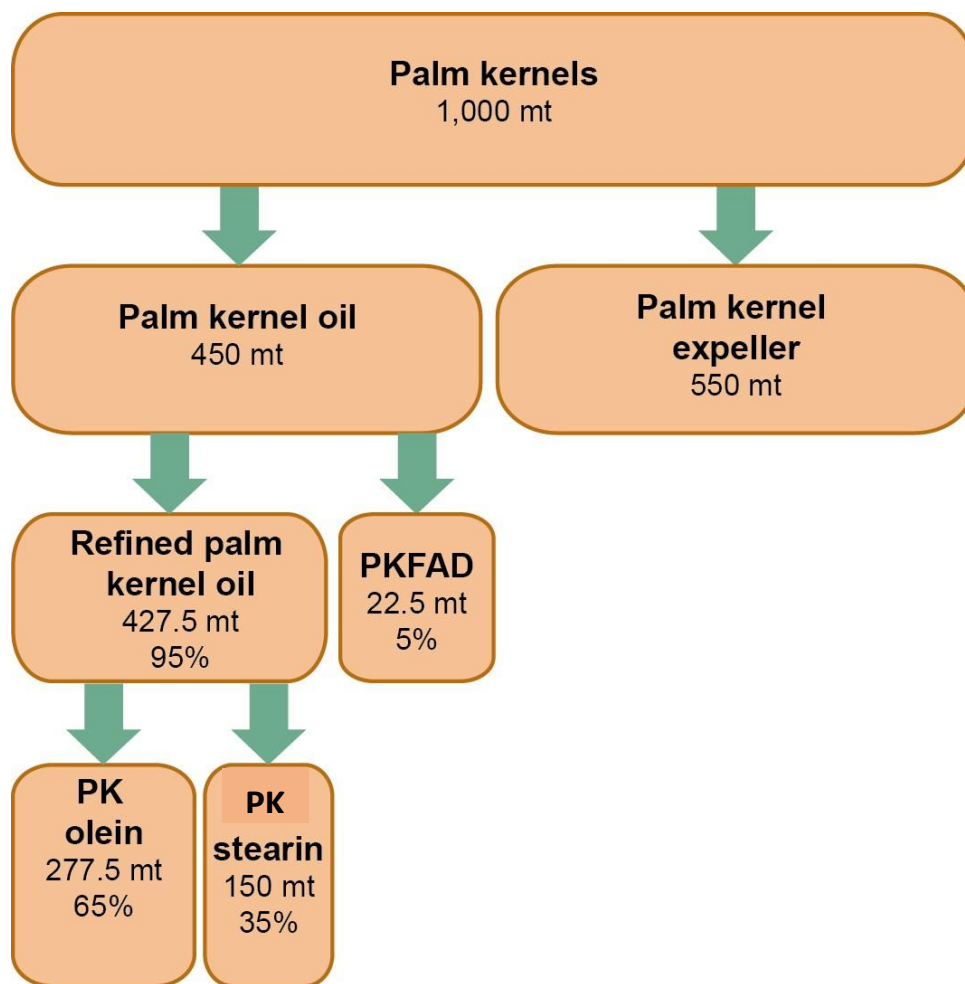 Palm kernels
1,000 mt
Palm kernel oil
450 mt
Palm kernel
expeller
550 mt
Refined palm
kernel oil
427.5 mt
95%
PKFAD
22.5 mt
5%
PK
olein
277.5 mt
65%
PK
stearin
150 mt
35%